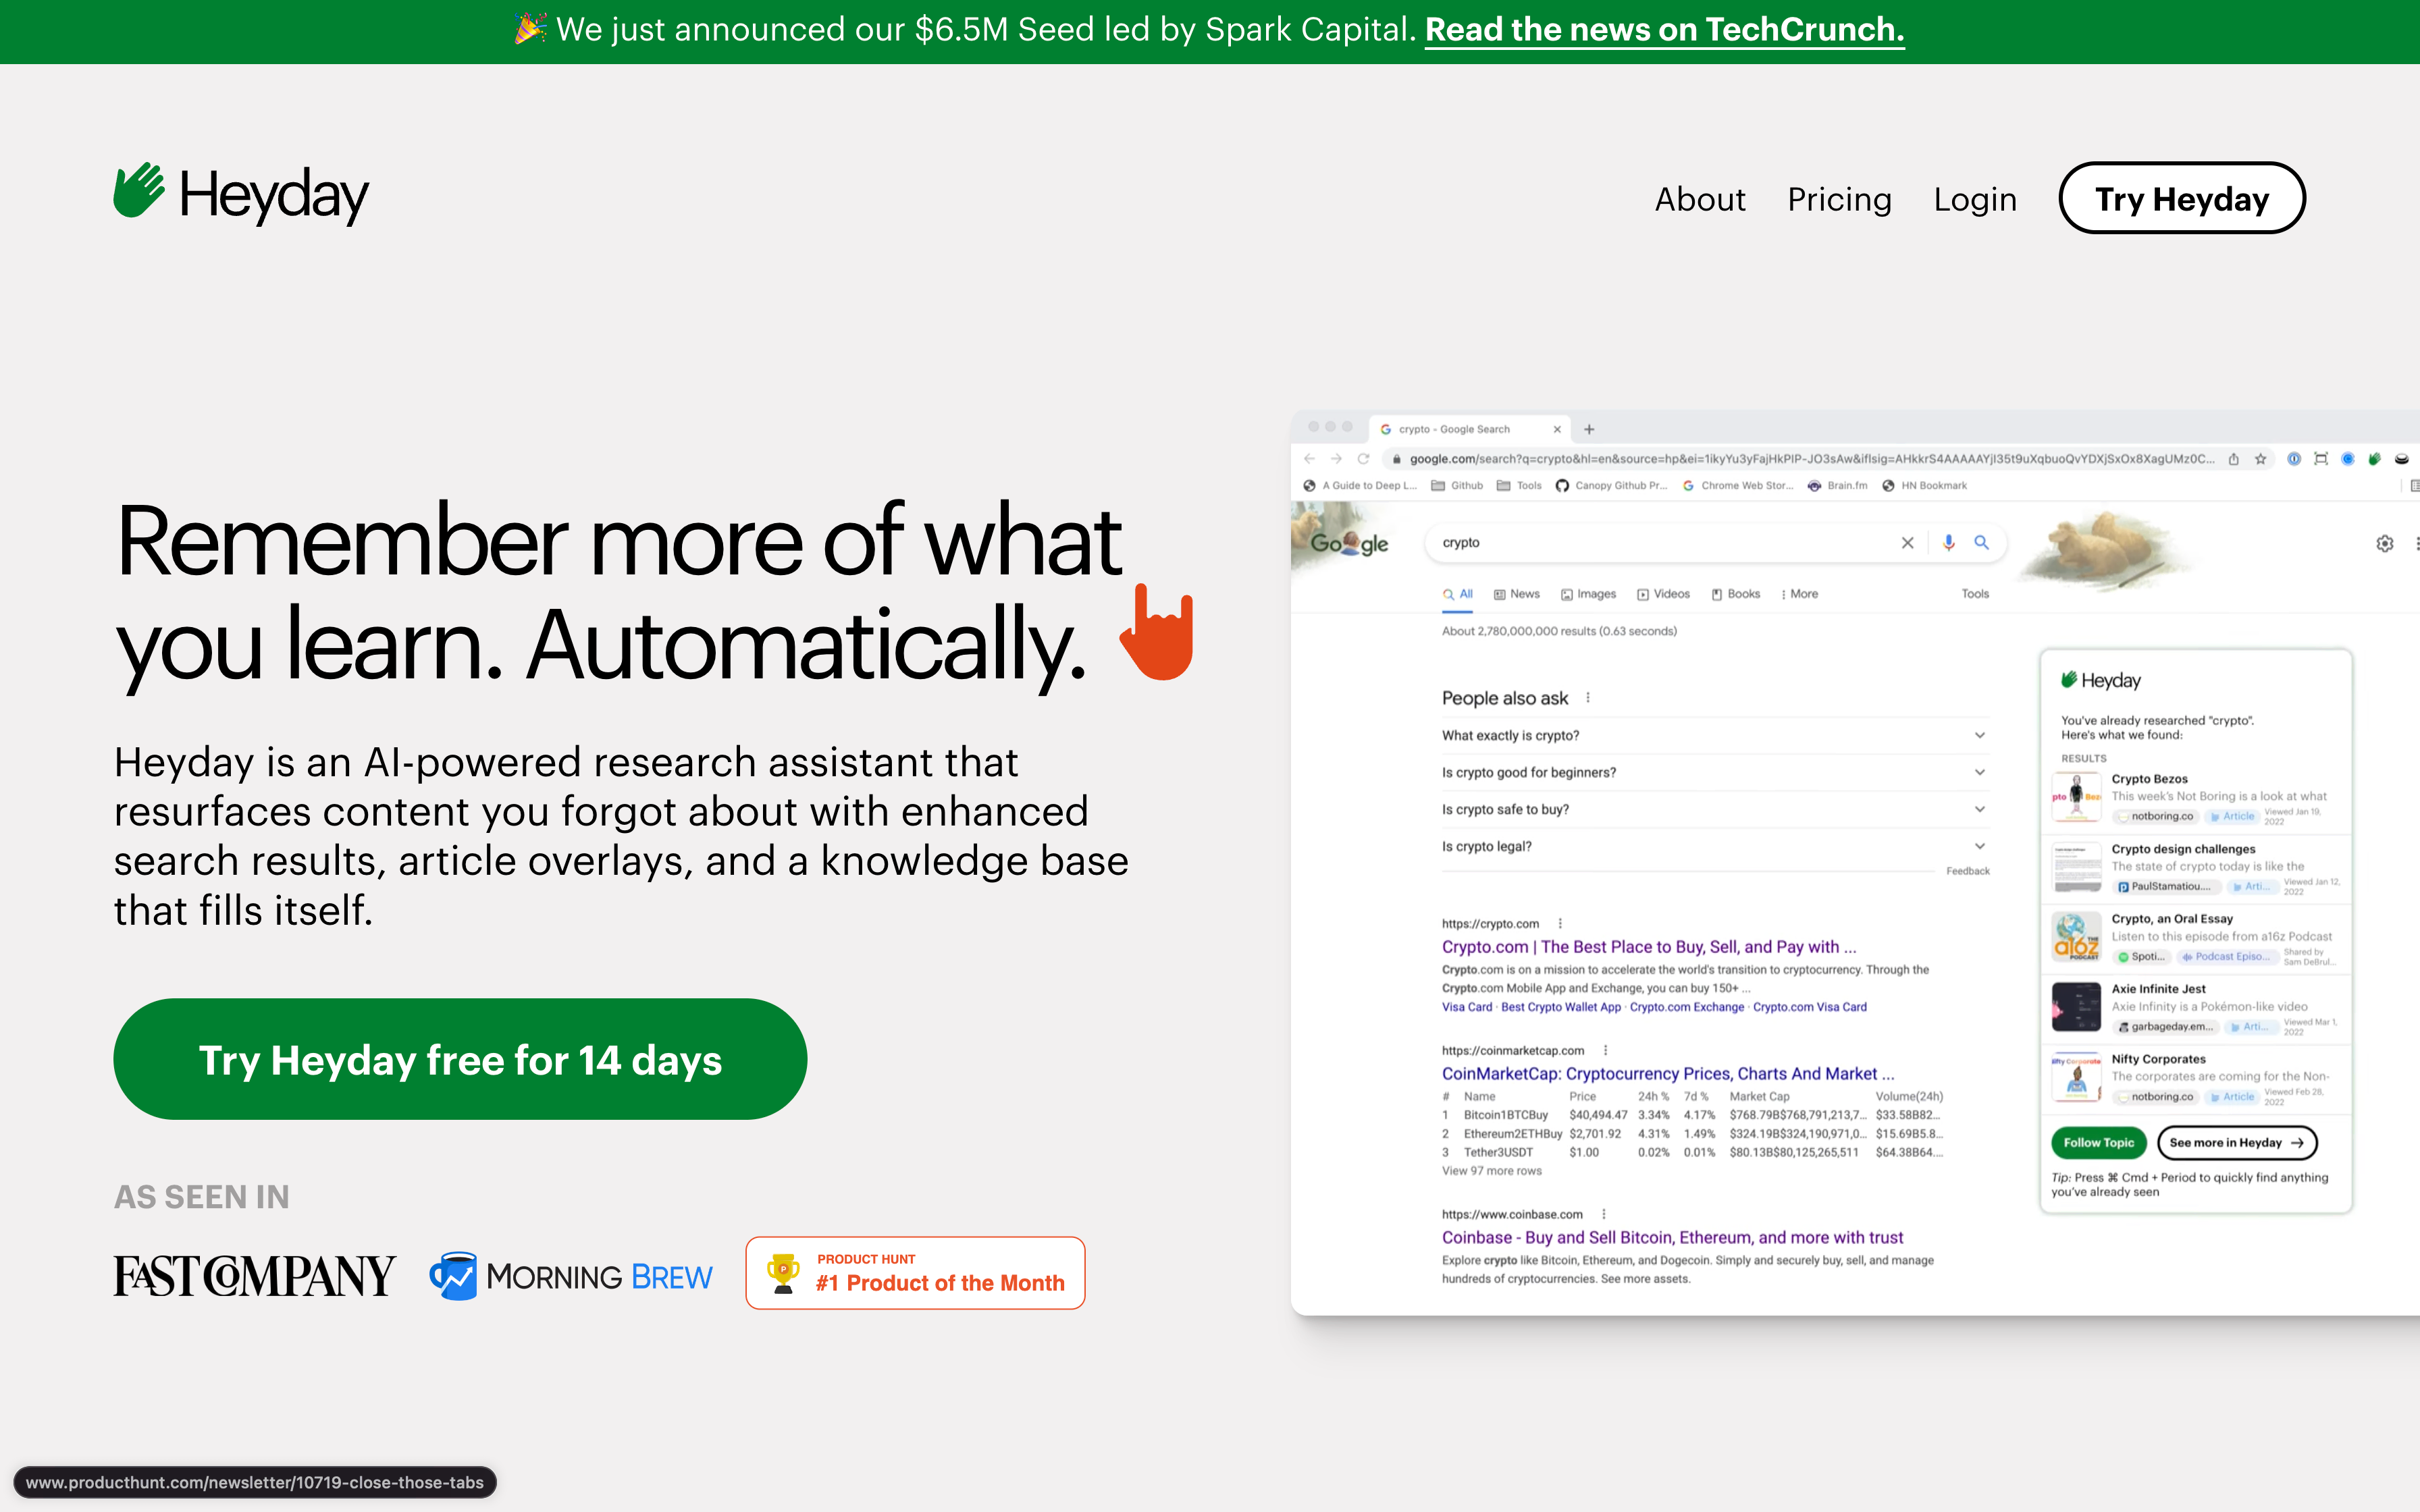 🎉 We just announced our $6.5M Seed led by Spark Capital. Read the news on TechCrunch.
Heyday
About Pricing Login Try Heyday
Remember more of what
you learn. Automatically.
Heyday is an AI-powered research assistant that
resurfaces content you forgot about with enhanced
search results, article overlays, and a knowledge base
that fills itself.
Try Heyday free for 14 days
AS SEEN IN
FAST COMPANY
MORNING BREW
PRODUCT HUNT
#1 Product of the Month
www.producthunt.com/newsletter/10719-close-those-tabs
crypto - Google Search
A Guide to Deep L... Github Tools Canopy Github Pr... Chrome Web Stor... Brain.fm HN Bookmark
Google
crypto
All News Images Videos Books More Tools
About 2,780,000,000 results (0.63 seconds)
People also ask
What exactly is crypto?
Is crypto good for beginners?
Is crypto safe to buy?
Is crypto legal?
Feedback
https://crypto.com
Crypto.com | The Best Place to Buy, Sell, and Pay with ...
Crypto.com is on a mission to accelerate the world's transition to cryptocurrency. Through the
Crypto.com Mobile App and Exchange, you can buy 150+ ...
Visa Card · Best Crypto Wallet App · Crypto.com Exchange · Crypto.com Visa Card
https://coinmarketcap.com
CoinMarketCap: Cryptocurrency Prices, Charts And Market ...
# Name Price 24h % 7d % Market Cap Volume(24h)
1 Bitcoin1BTCBuy $40,494.47 3.34% 4.17% $768.79B$768,791,213,7... $33.58B82...
2 Ethereum2ETHBuy $2,701.92 4.31% 1.49% $324.19B$324,190,971,0... $15.69B5.8...
3 Tether3USDT $1.00 0.02% 0.01% $80.13B$80,125,265,511 $64.38B64....
View 97 more rows
https://www.coinbase.com
Coinbase - Buy and Sell Bitcoin, Ethereum, and more with trust
Explore crypto like Bitcoin, Ethereum, and Dogecoin. Simply and securely buy, sell, and manage
hundreds of cryptocurrencies. See more assets.
Heyday
You've already researched "crypto".
Here's what we found:
RESULTS
Crypto Bezos
This week's Not Boring is a look at what
notboring.co Article Viewed Jan 19, 2022
Crypto design challenges
The state of crypto today is like the
PaulStamatiou.... Arti... Viewed Jan 12, 2022
Crypto, an Oral Essay
Listen to this episode from a16z Podcast
Spoti... Podcast Episo... Shared by Sam DeBrul...
Axie Infinite Jest
Axie Infinity is a Pokémon-like video
garbageday.em... Arti... Viewed Mar 1, 2022
Nifty Corporates
The corporates are coming for the Non-
notboring.co Article Viewed Feb 28, 2022
Follow Topic See more in Heyday →
Tip: Press ⌘ Cmd + Period to quickly find anything
you've already seen